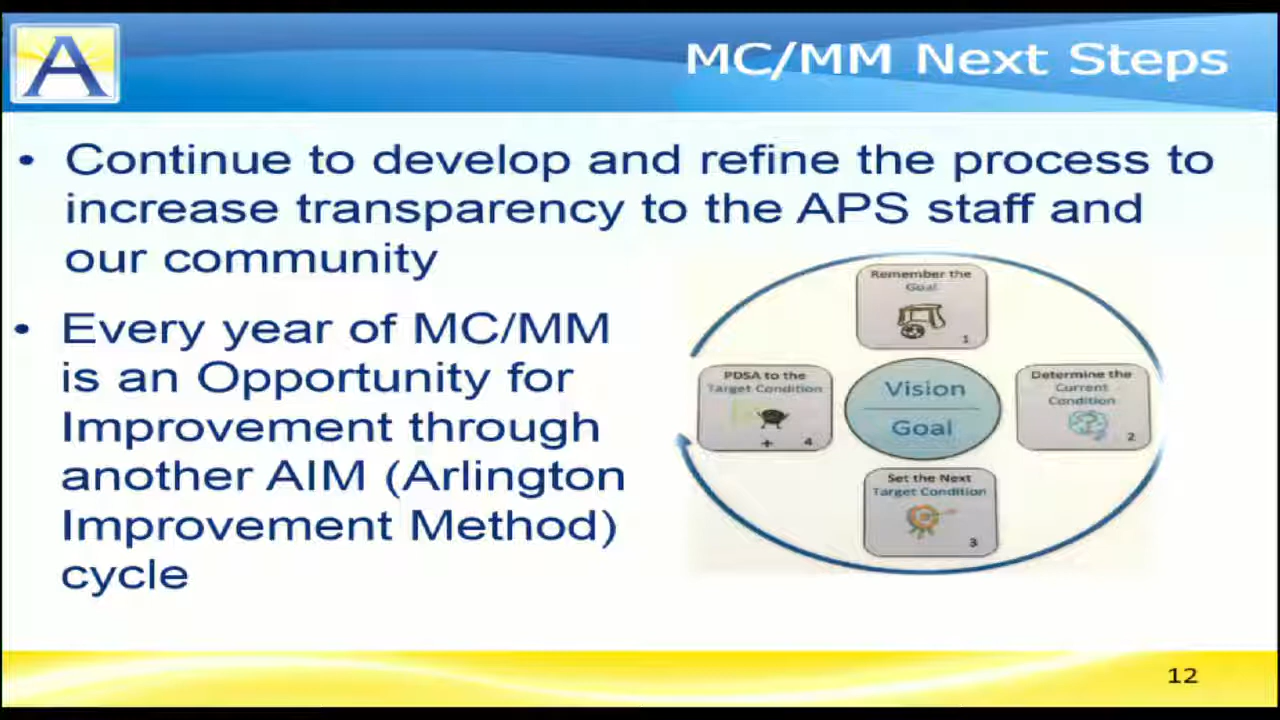 A
MC/MM Next Steps
• Continue to develop and refine the process to
increase transparency to the APS staff and
our community
• Every year of MC/MM
is an Opportunity for
Improvement through
another AIM (Arlington
Improvement Method)
cycle
Remember the
Goal
1
Determine the
Current
Condition
2
Set the Next
Target Condition
3
PDSA to the
Target Condition
+ 4
Vision
Goal
12